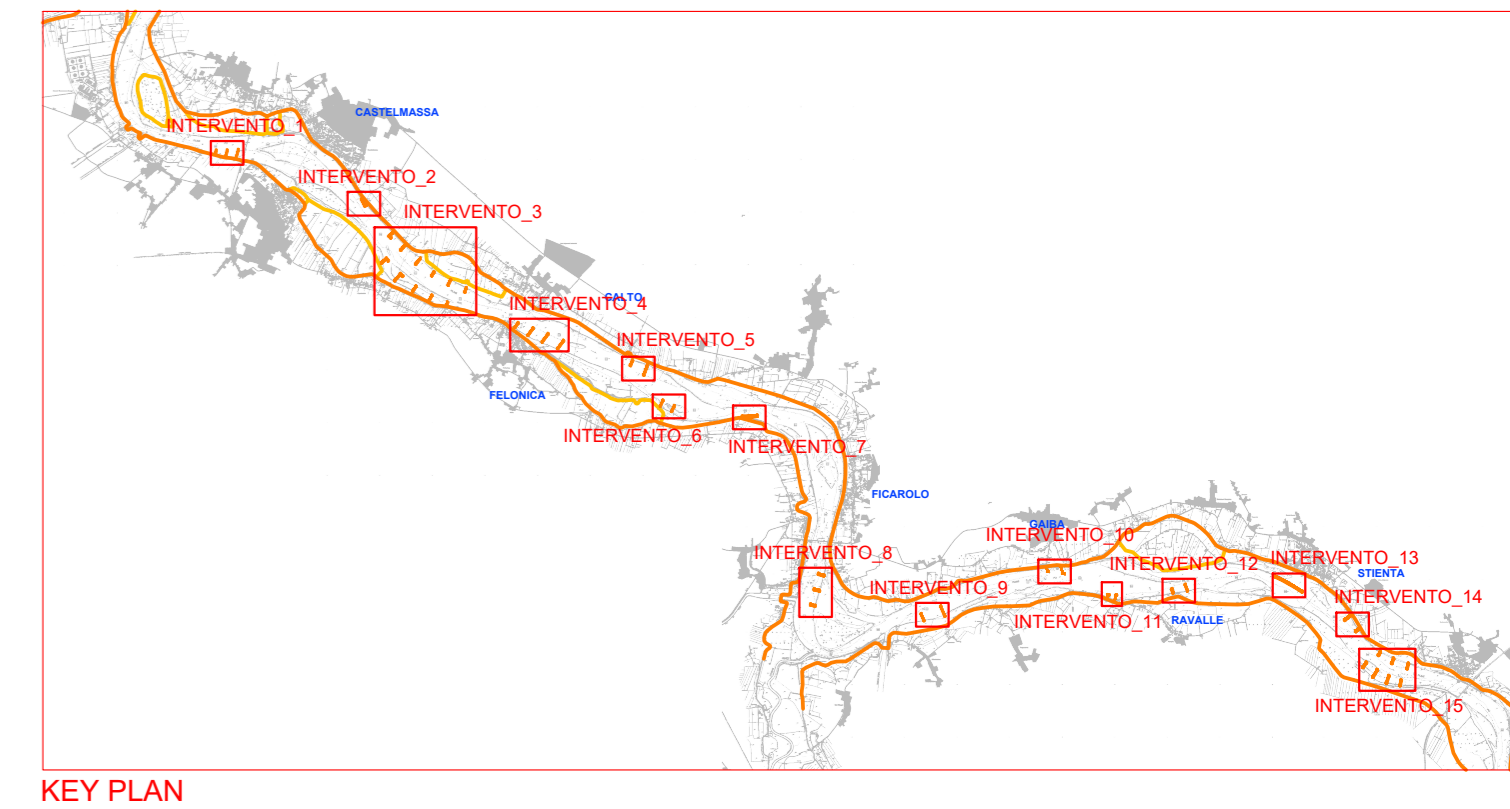 CASTELMASSA
INTERVENTO_1
INTERVENTO_2
INTERVENTO_3
CALTO
INTERVENTO_4
INTERVENTO_5
FELONICA
INTERVENTO_6
INTERVENTO_7
FICAROLO
GAIBA
INTERVENTO_10
INTERVENTO_8
INTERVENTO_9
INTERVENTO_12
INTERVENTO_13
STIENTA
INTERVENTO_14
INTERVENTO_11
RAVALLE
INTERVENTO_15
KEY PLAN